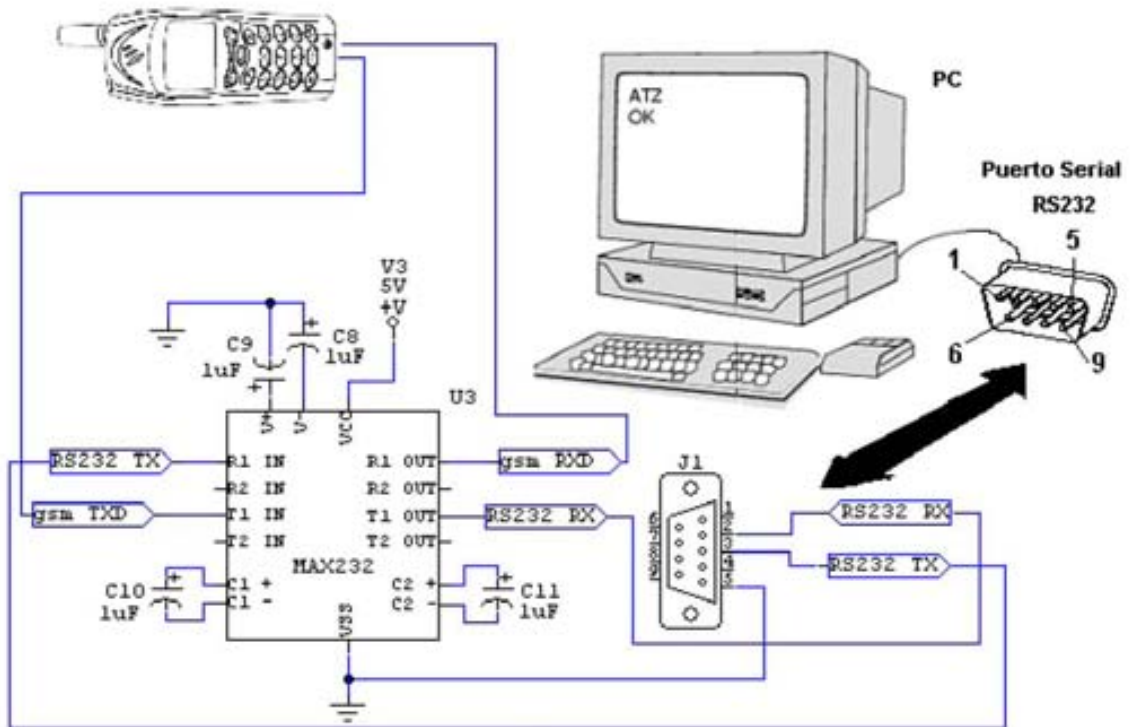 ATZ
OK
PC
Puerto Serial
RS232
1
5
6
9
V3
5V
+V
C9
1uF
C8
1uF
U3
V+
V-
VCC
RS232 TX
R1 IN
R1 OUT
gsm RXD
R2 IN
R2 OUT
gsm TXD
T1 IN
T1 OUT
RS232 RX
T2 IN
T2 OUT
MAX232
C10
1uF
C1 +
C1 -
C2 +
C2 -
C11
1uF
VSS
J1
RS232 RX
RS232 TX